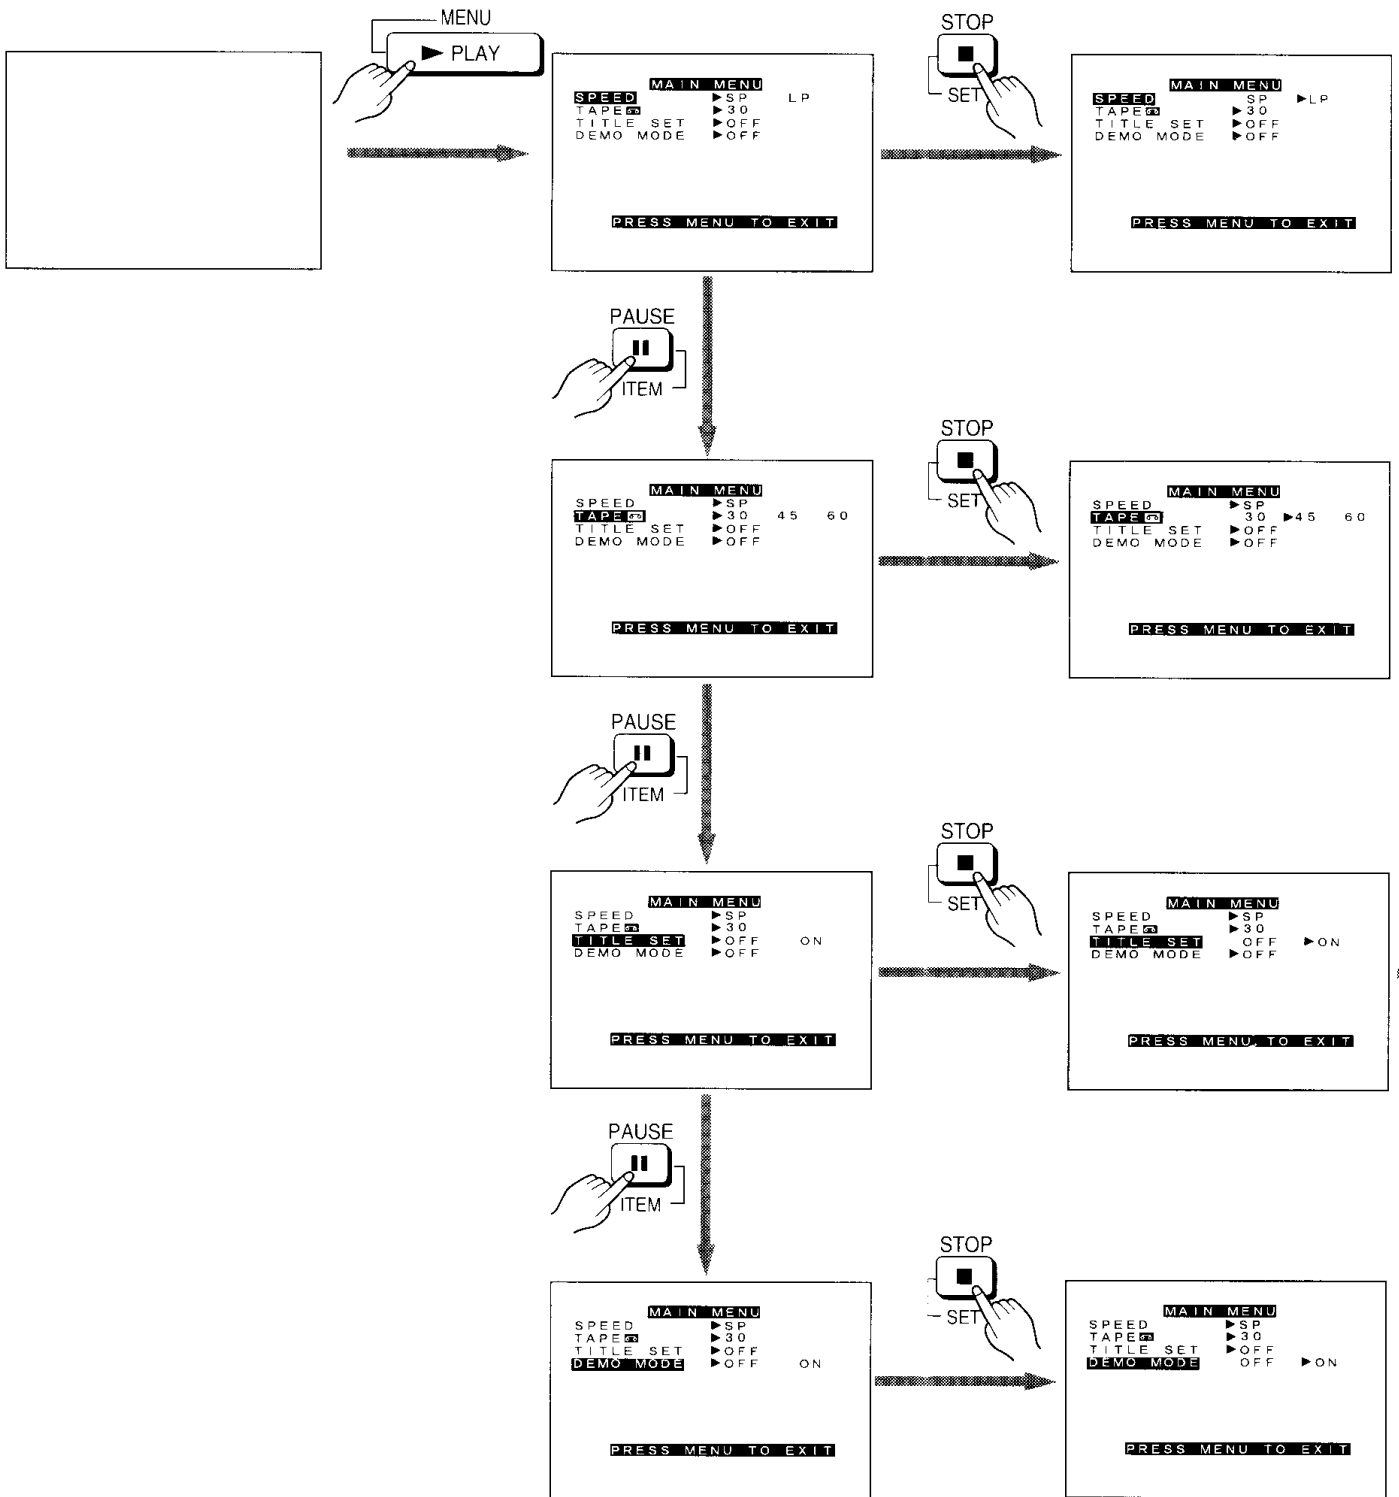 MENU
▶ PLAY
STOP
SET
MAIN MENU
SPEED ▶SP LP
TAPE ▶30
TITLE SET ▶OFF
DEMO MODE ▶OFF
PRESS MENU TO EXIT
MAIN MENU
SPEED SP ▶LP
TAPE ▶30
TITLE SET ▶OFF
DEMO MODE ▶OFF
PRESS MENU TO EXIT
PAUSE
ITEM
STOP
SET
MAIN MENU
SPEED ▶SP
TAPE ▶30 45 60
TITLE SET ▶OFF
DEMO MODE ▶OFF
PRESS MENU TO EXIT
MAIN MENU
SPEED ▶SP
TAPE 30 ▶45 60
TITLE SET ▶OFF
DEMO MODE ▶OFF
PRESS MENU TO EXIT
PAUSE
ITEM
STOP
SET
MAIN MENU
SPEED ▶SP
TAPE ▶30
TITLE SET ▶OFF ON
DEMO MODE ▶OFF
PRESS MENU TO EXIT
MAIN MENU
SPEED ▶SP
TAPE ▶30
TITLE SET OFF ▶ON
DEMO MODE ▶OFF
PRESS MENU TO EXIT
PAUSE
ITEM
STOP
SET
MAIN MENU
SPEED ▶SP
TAPE ▶30
TITLE SET ▶OFF
DEMO MODE ▶OFF ON
PRESS MENU TO EXIT
MAIN MENU
SPEED ▶SP
TAPE ▶30
TITLE SET ▶OFF
DEMO MODE OFF ▶ON
PRESS MENU TO EXIT